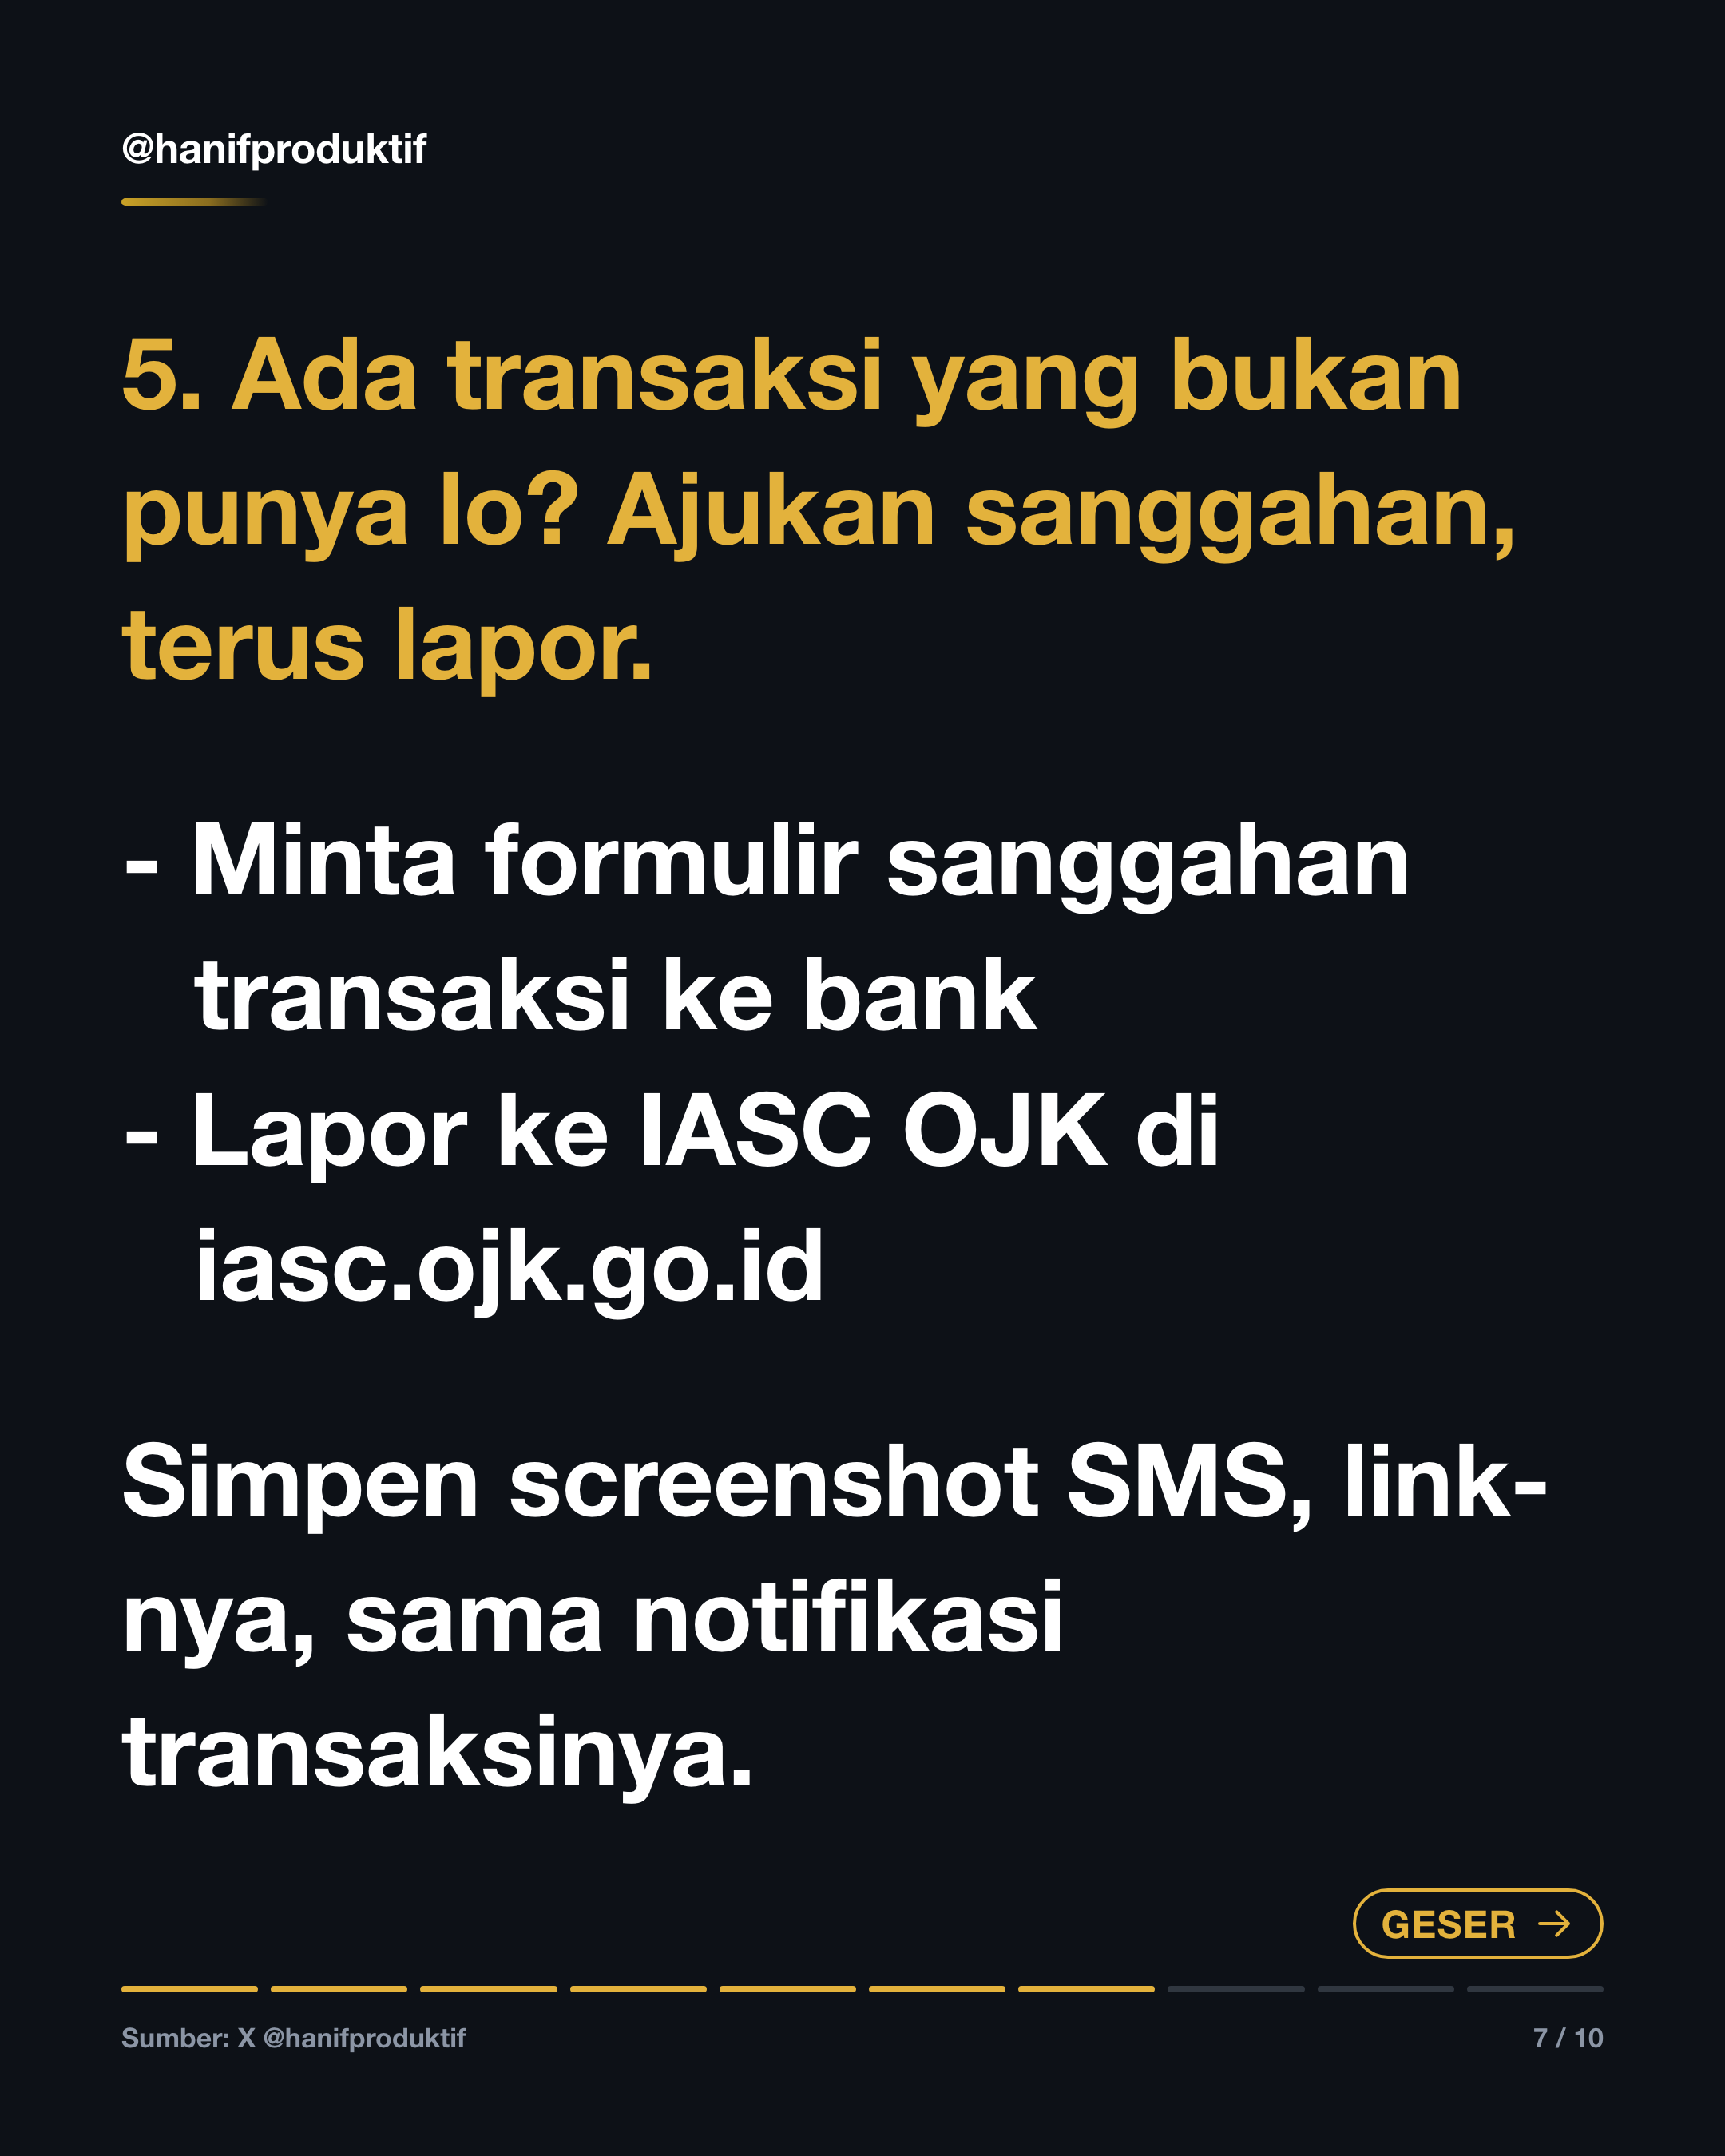 @hanifproduktif
5. Ada transaksi yang bukan
punya lo? Ajukan sanggahan,
terus lapor.
- Minta formulir sanggahan
transaksi ke bank
- Lapor ke IASC OJK di
iasc.ojk.go.id
Simpen screenshot SMS, link-
nya, sama notifikasi
transaksinya.
GESER →
Sumber: X @hanifproduktif
7 / 10